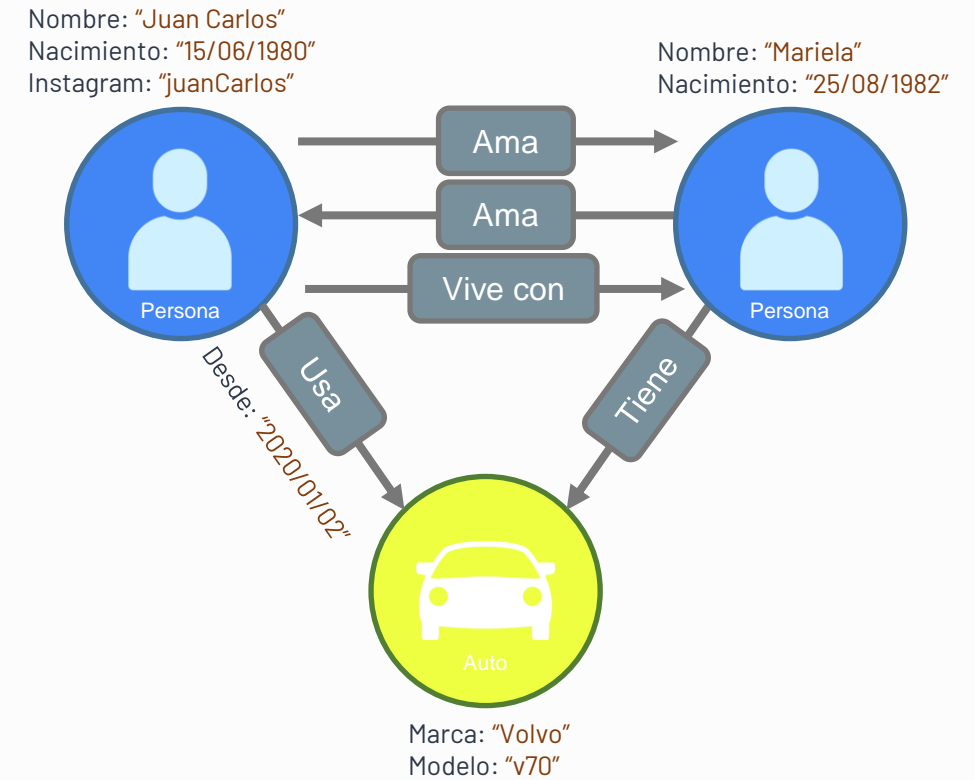 Nombre: “Juan Carlos”
Nacimiento: “15/06/1980”
Instagram: “juanCarlos”
Nombre: “Mariela”
Nacimiento: “25/08/1982”
Ama
Ama
Vive con
Persona
Persona
Usa
Tiene
Desde: “2020/01/02”
Auto
Marca: “Volvo”
Modelo: “v70”